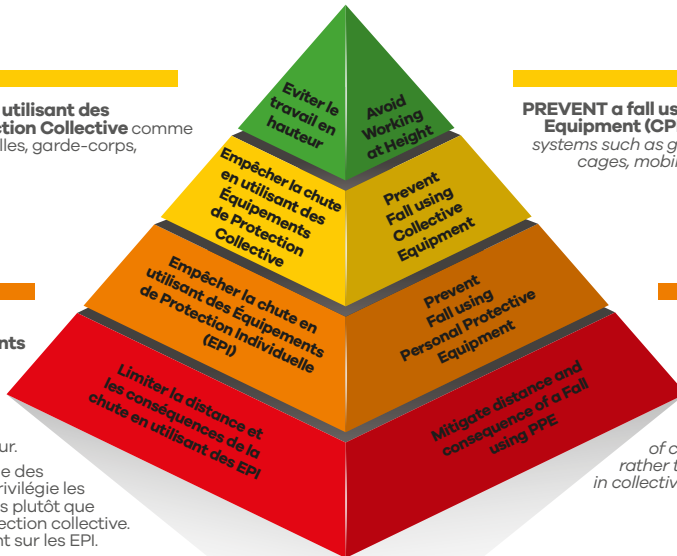 Eviter le
travail en
hauteur
Avoid
Working
at Height
utilisant des
ction Collective comme
lles, garde-corps,
PREVENT a fall us
Equipment (CP
systems such as g
cages, mobi
Empêcher la chute
en utilisant des
Équipements
de Protection
Collective
Prevent
Fall using
Collective
Equipment
Empêcher la chute en
utilisant des Équipements
de Protection Individuelle
(EPI)
Prevent
Fall using
Personal Protective
Equipment
nts
Limiter la distance et
les conséquences de la
chute en utilisant des EPI
Mitigate distance and
consequence of a Fall
using PPE
ur.
e des
rivilégie les
s plutôt que
ection collective.
nt sur les EPI.
of c
rather t
in collectiv